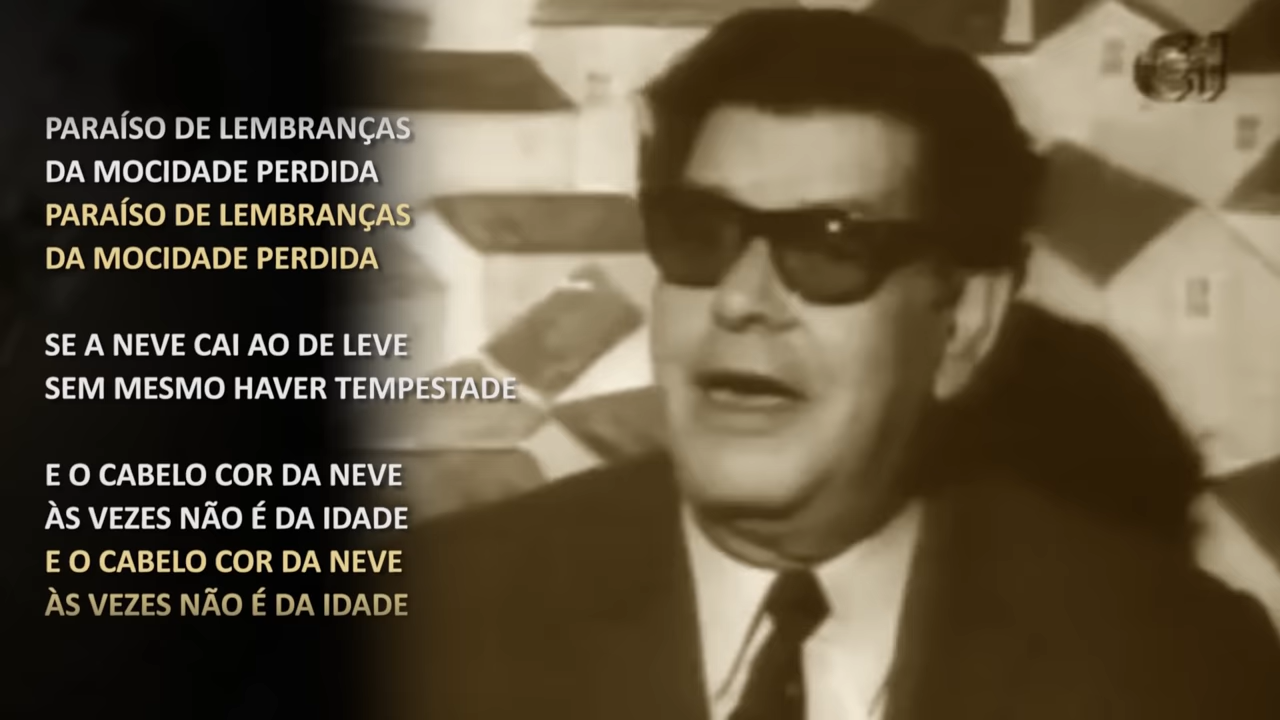 PARAÍSO DE LEMBRANÇAS
DA MOCIDADE PERDIDA
PARAÍSO DE LEMBRANÇAS
DA MOCIDADE PERDIDA
SE A NEVE CAI AO DE LEVE
SEM MESMO HAVER TEMPESTADE
E O CABELO COR DA NEVE
ÀS VEZES NÃO É DA IDADE
E O CABELO COR DA NEVE
ÀS VEZES NÃO É DA IDADE